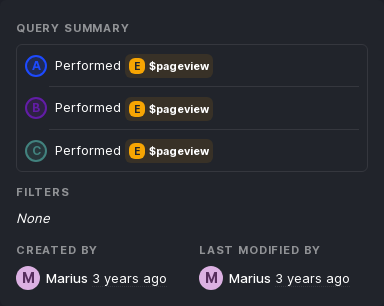 QUERY SUMMARY
A Performed E $pageview
B Performed E $pageview
C Performed E $pageview
FILTERS
None
CREATED BY LAST MODIFIED BY
M Marius 3 years ago M Marius 3 years ago